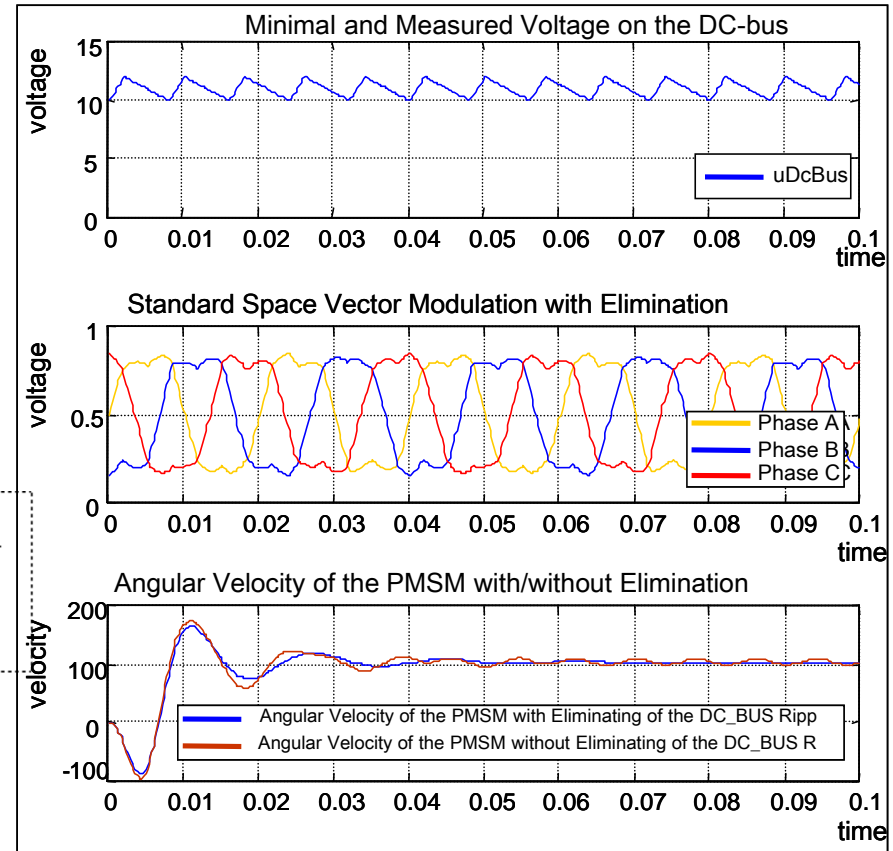 Minimal and Measured Voltage on the DC-bus
voltage
15
10
5
0
uDcBus
0 0.01 0.02 0.03 0.04 0.05 0.06 0.07 0.08 0.09 0.1
time
Standard Space Vector Modulation with Elimination
voltage
1
0.5
0
Phase A
Phase B
Phase C
0 0.01 0.02 0.03 0.04 0.05 0.06 0.07 0.08 0.09 0.1
time
Angular Velocity of the PMSM with/without Elimination
velocity
200
100
0
-100
Angular Velocity of the PMSM with Eliminating of the DC_BUS Ripp
Angular Velocity of the PMSM without Eliminating of the DC_BUS R
0 0.01 0.02 0.03 0.04 0.05 0.06 0.07 0.08 0.09 0.1
time